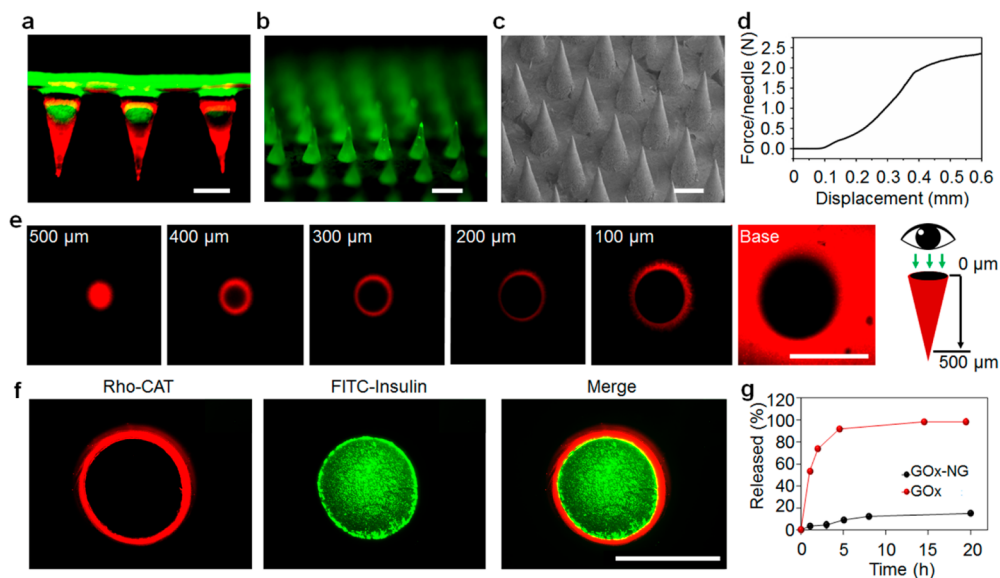 a
b
c
d
Force/needle (N)
2.5
2.0
1.5
1.0
0.5
0.0
0 0.1 0.2 0.3 0.4 0.5 0.6
Displacement (mm)
e
500 μm
400 μm
300 μm
200 μm
100 μm
Base
0 μm
500 μm
f
Rho-CAT
FITC-Insulin
Merge
g
Released (%)
120
100
80
60
40
20
0
GOx-NG
GOx
0 5 10 15 20
Time (h)